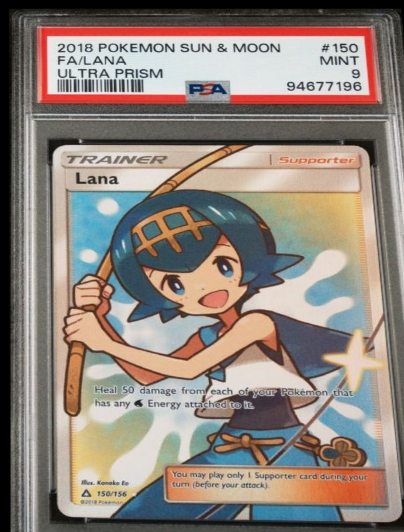 2018 POKEMON SUN & MOON #150
FA/LANA MINT
ULTRA PRISM 9
PSA 94677196
TRAINER Supporter
Lana
Heal 50 damage from each of your Pokémon that
has any Energy attached to it.
You may play only 1 Supporter card during your
turn (before your attack).
Illus. Kanako Eo
150/156
©2018 Pokémon